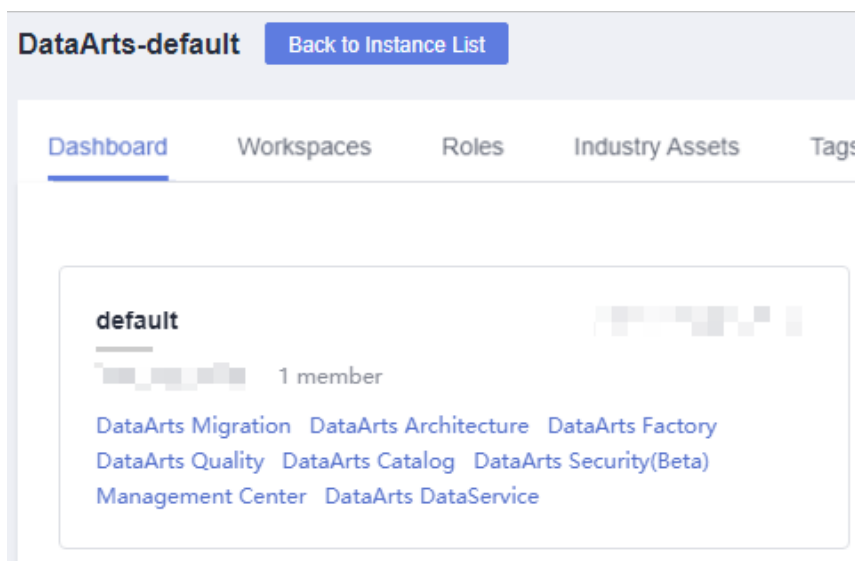 DataArts-default Back to Instance List
Dashboard Workspaces Roles Industry Assets Tags
default
1 member
DataArts Migration DataArts Architecture DataArts Factory
DataArts Quality DataArts Catalog DataArts Security(Beta)
Management Center DataArts DataService